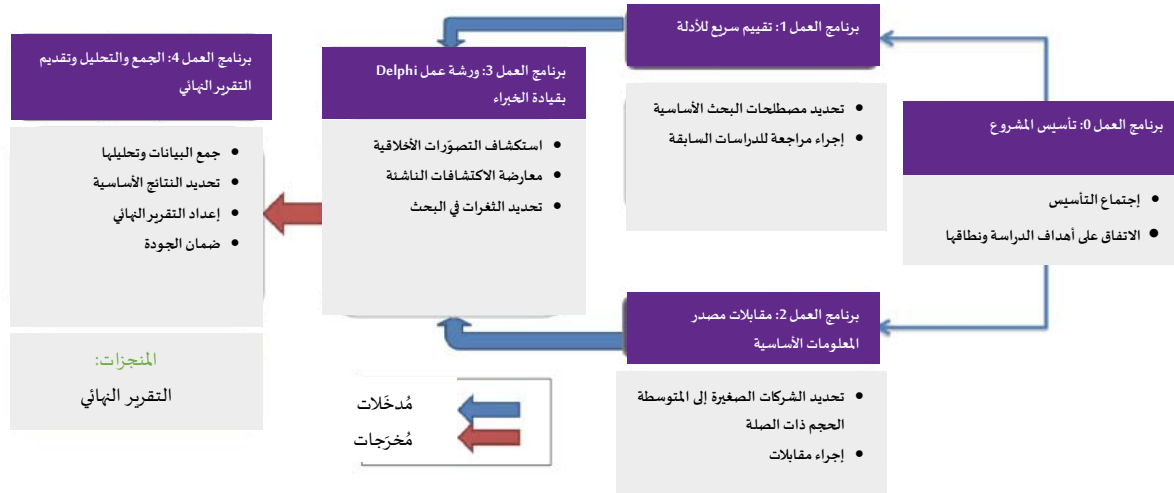 برنامج العمل 0: تأسيس المشروع
إجتماع التأسيس
الاتفاق على أهداف الدراسة ونطاقها
برنامج العمل 1: تقييم سريع للأدلة
تحديد مصطلحات البحث الأساسية
إجراء مراجعة للدراسات السابقة
برنامج العمل 2: مقابلات مصدر
المعلومات الأساسية
تحديد الشركات الصغيرة إلى المتوسطة
الحجم ذات الصلة
إجراء مقابلات
برنامج العمل 3: ورشة عمل Delphi
بقيادة الخبراء
استكشاف التصوّرات الأخلاقية
معارضة الاكتشافات الناشئة
تحديد الثغرات في البحث
برنامج العمل 4: الجمع والتحليل وتقديم
التقرير النهائي
جمع البيانات وتحليلها
تحديد النتائج الأساسية
إعداد التقرير النهائي
ضمان الجودة
المنجزات:
التقرير النهائي
مُدخَلات
مُخرَجات